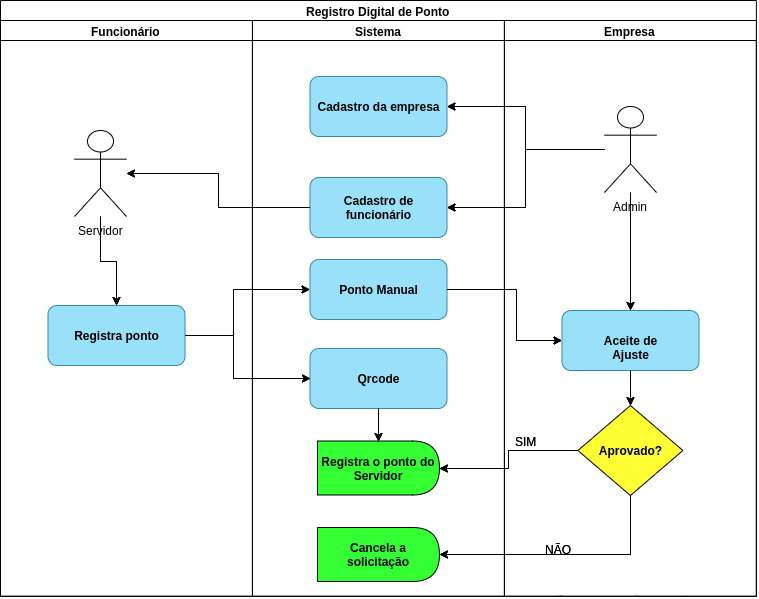 Registro Digital de Ponto
Funcionário
Sistema
Empresa
Cadastro da empresa
Cadastro de
funcionário
Servidor
Admin
Ponto Manual
Registra ponto
Aceite de
Ajuste
Qrcode
SIM
Aprovado?
Registra o ponto do
Servidor
NÃO
Cancela a
solicitação